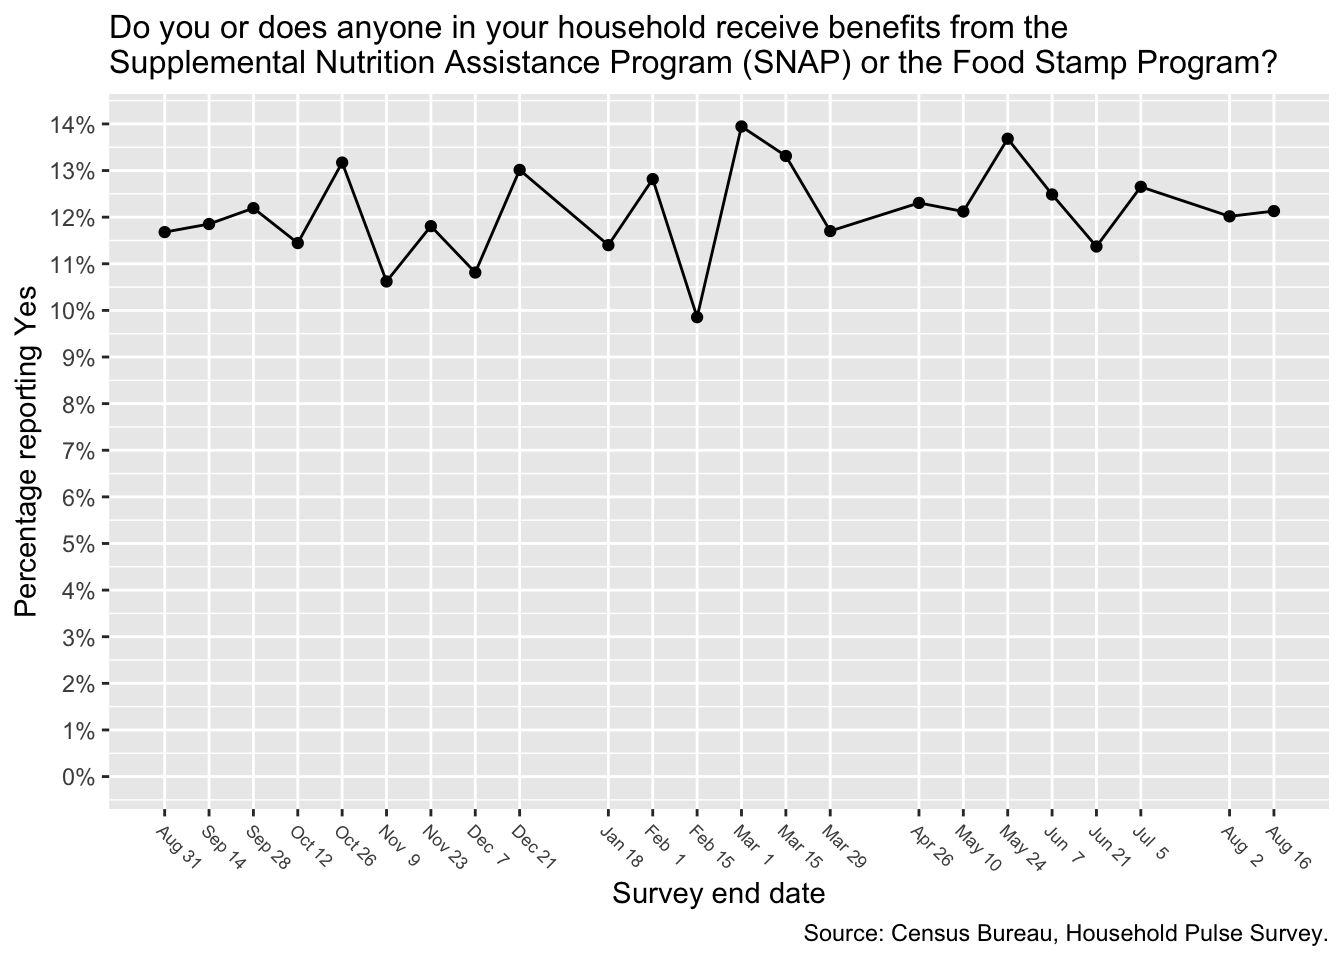 Do you or does anyone in your household receive benefits from the
Supplemental Nutrition Assistance Program (SNAP) or the Food Stamp Program?
Percentage reporting Yes
14%
13%
12%
11%
10%
9%
8%
7%
6%
5%
4%
3%
2%
1%
0%
Aug 31
Sep 14
Sep 28
Oct 12
Oct 26
Nov 9
Nov 23
Dec 7
Dec 21
Jan 18
Feb 1
Feb 15
Mar 1
Mar 15
Mar 29
Apr 26
May 10
May 24
Jun 7
Jun 21
Jul 5
Aug 2
Aug 16
Survey end date
Source: Census Bureau, Household Pulse Survey.